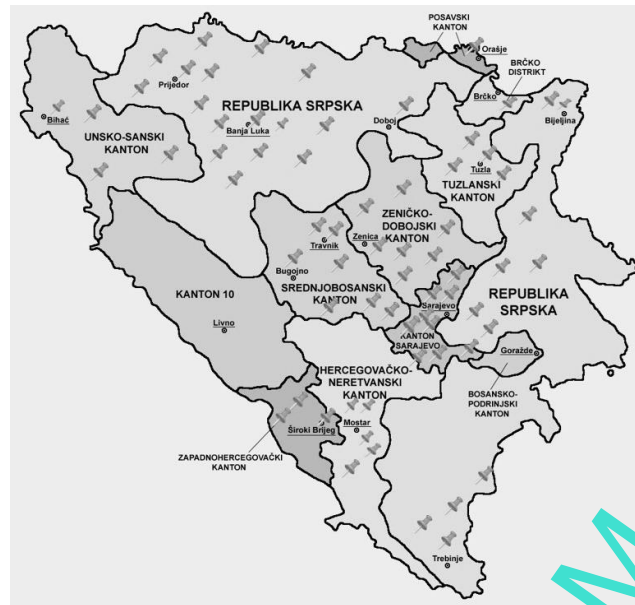 POSAVSKI
KANTON
Orašje
BRČKO
DISTRIKT
Prijedor
Brčko
REPUBLIKA SRPSKA
Bijeljina
Bihać
Banja Luka
Doboj
UNSKO-SANSKI
KANTON
Tuzla
TUZLANSKI
KANTON
ZENIČKO-
DOBOJSKI
KANTON
Travnik
Zenica
Bugojno
SREDNJOBOSANSKI
KANTON
KANTON 10
REPUBLIKA
SRPSKA
Sarajevo
Livno
KANTON
SARAJEVO
Goražde
HERCEGOVAČKO-
NERETVANSKI
KANTON
BOSANSKO-
PODRINJSKI
KANTON
Široki Brijeg
Mostar
ZAPADNOHERCEGOVAČKI
KANTON
Trebinje
M